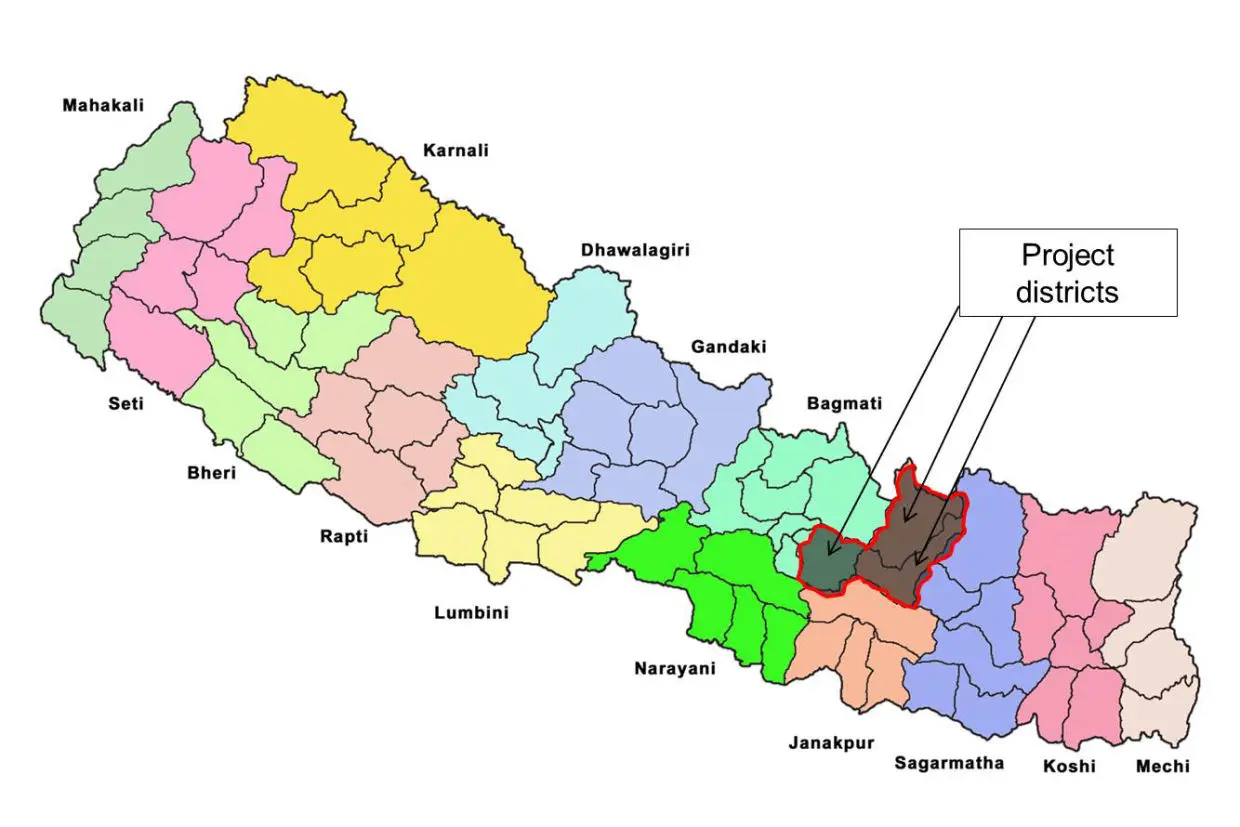 Mahakali
Karnali
Dhawalagiri
Project
districts
Gandaki
Seti
Bagmati
Bheri
Rapti
Lumbini
Narayani
Janakpur
Sagarmatha
Koshi
Mechi